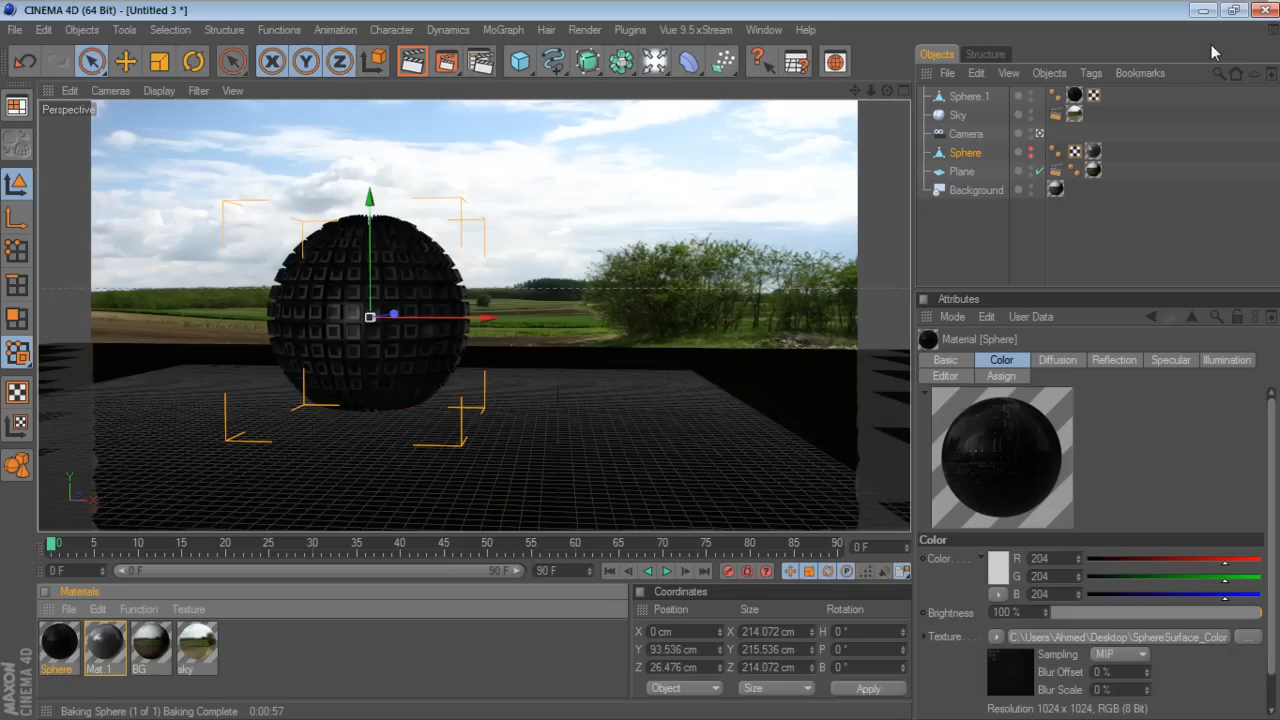 CINEMA 4D (64 Bit) - [Untitled 3 *]
File Edit Objects Tools Selection Structure Functions Animation Character Dynamics MoGraph Hair Render Plugins Vue 9.5 xStream Window Help
X Y Z
Objects Structure
File Edit View Objects Tags Bookmarks
Edit Cameras Display Filter View
Perspective
Sphere 1
Sky
Camera
Sphere
Plane
Background
Attributes
Mode Edit User Data
Material [Sphere]
Basic Color Diffusion Reflection Specular Illumination
Editor Assign
Y
X
Color
Color. . . . R 204
G 204
B 204
Brightness 100 %
Texture. . . C:\Users\Ahmed\Desktop\SphereSurface_Color ...
Sampling MIP
Blur Offset 0 %
Blur Scale 0 %
Resolution 1024 x 1024, RGB (8 Bit)
0 5 10 15 20 25 30 35 40 45 50 55 60 65 70 75 80 85 90 0 F
0 F 0 F 90 F 90 F
P
Materials
File Edit Function Texture
Sphere Mat.1 BG sky
Coordinates
Position Size Rotation
X 0 cm X 214.072 cm H 0 °
Y 93.536 cm Y 215.536 cm P 0 °
Z 26.476 cm Z 214.072 cm B 0 °
Object Size Apply
MAXON
CINEMA 4D
Baking Sphere (1 of 1) Baking Complete 0:00:57